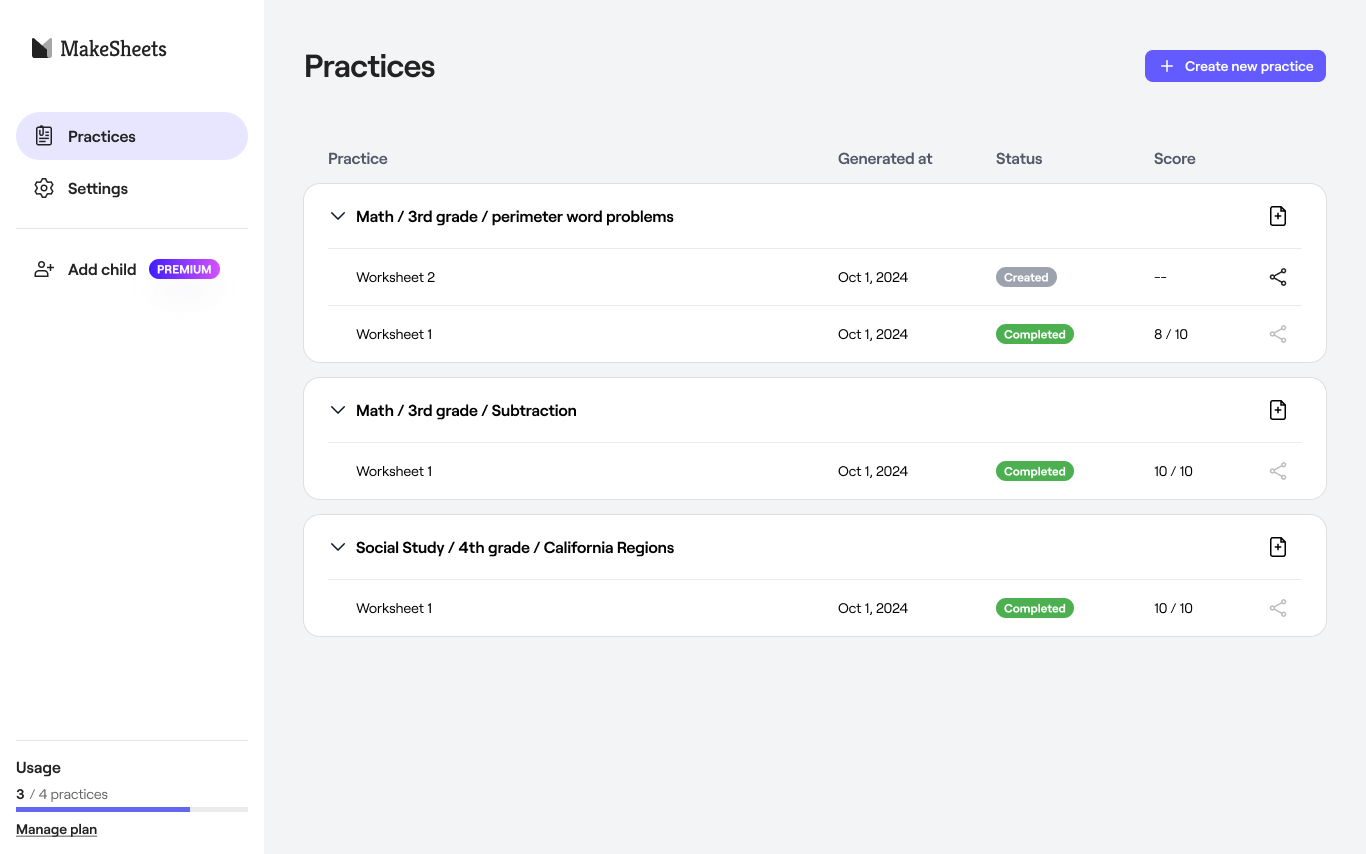 MakeSheets
Practices
Settings
Add child PREMIUM
Usage
3 / 4 practices
Manage plan
Practices
Create new practice
Practice Generated at Status Score
Math / 3rd grade / perimeter word problems
Worksheet 2 Oct 1, 2024 Created --
Worksheet 1 Oct 1, 2024 Completed 8 / 10
Math / 3rd grade / Subtraction
Worksheet 1 Oct 1, 2024 Completed 10 / 10
Social Study / 4th grade / California Regions
Worksheet 1 Oct 1, 2024 Completed 10 / 10